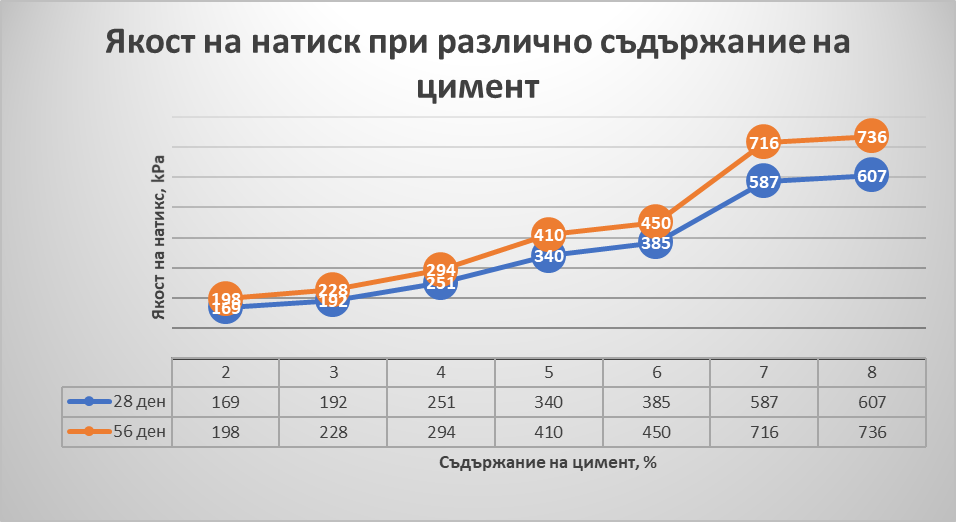 Якост на натиск при различно съдържание на
цимент
Якост на натикс, kPa
198 228 294 410 450 716 736
169 192 251 340 385 587 607
2 3 4 5 6 7 8
28 ден 169 192 251 340 385 587 607
56 ден 198 228 294 410 450 716 736
Съдържание на цимент, %